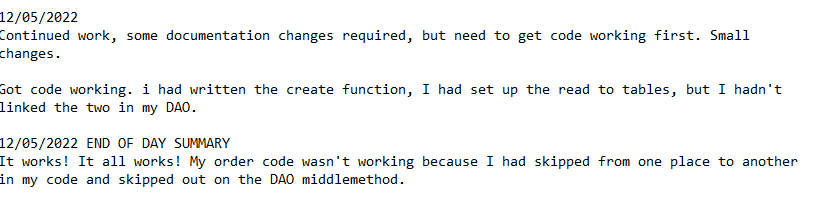 12/05/2022
Continued work, some documentation changes required, but need to get code working first. Small
changes.
Got code working. i had written the create function, I had set up the read to tables, but I hadn't
linked the two in my DAO.
12/05/2022 END OF DAY SUMMARY
It works! It all works! My order code wasn't working because I had skipped from one place to another
in my code and skipped out on the DAO middlemethod.